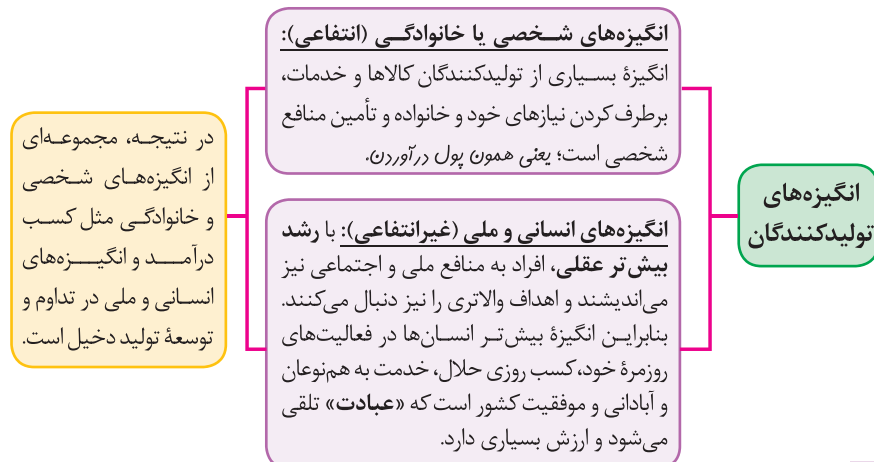 انگیزه‌های
تولیدکنندگان
انگیزه‌های شخصی یا خانوادگی (انتفاعی):
انگیزهٔ بسیاری از تولیدکنندگان کالاها و خدمات،
برطرف کردن نیازهای خود و خانواده و تأمین منافع
شخصی است؛ یعنی همون پول درآوردن.
انگیزه‌های انسانی و ملی (غیرانتفاعی): با رشد
بیش‌تر عقلی، افراد به منافع ملی و اجتماعی نیز
می‌اندیشند و اهداف والاتری را نیز دنبال می‌کنند.
بنابراین انگیزهٔ بیش‌تر انسان‌ها در فعالیت‌های
روزمرهٔ خود، کسب روزی حلال، خدمت به هم‌نوعان
و آبادانی و موفقیت کشور است که «عبادت» تلقی
می‌شود و ارزش بسیاری دارد.
در نتیجه، مجموعه‌ای
از انگیزه‌های شخصی
و خانوادگی مثل کسب
درآمد و انگیزه‌های
انسانی و ملی در تداوم و
توسعهٔ تولید دخیل است.